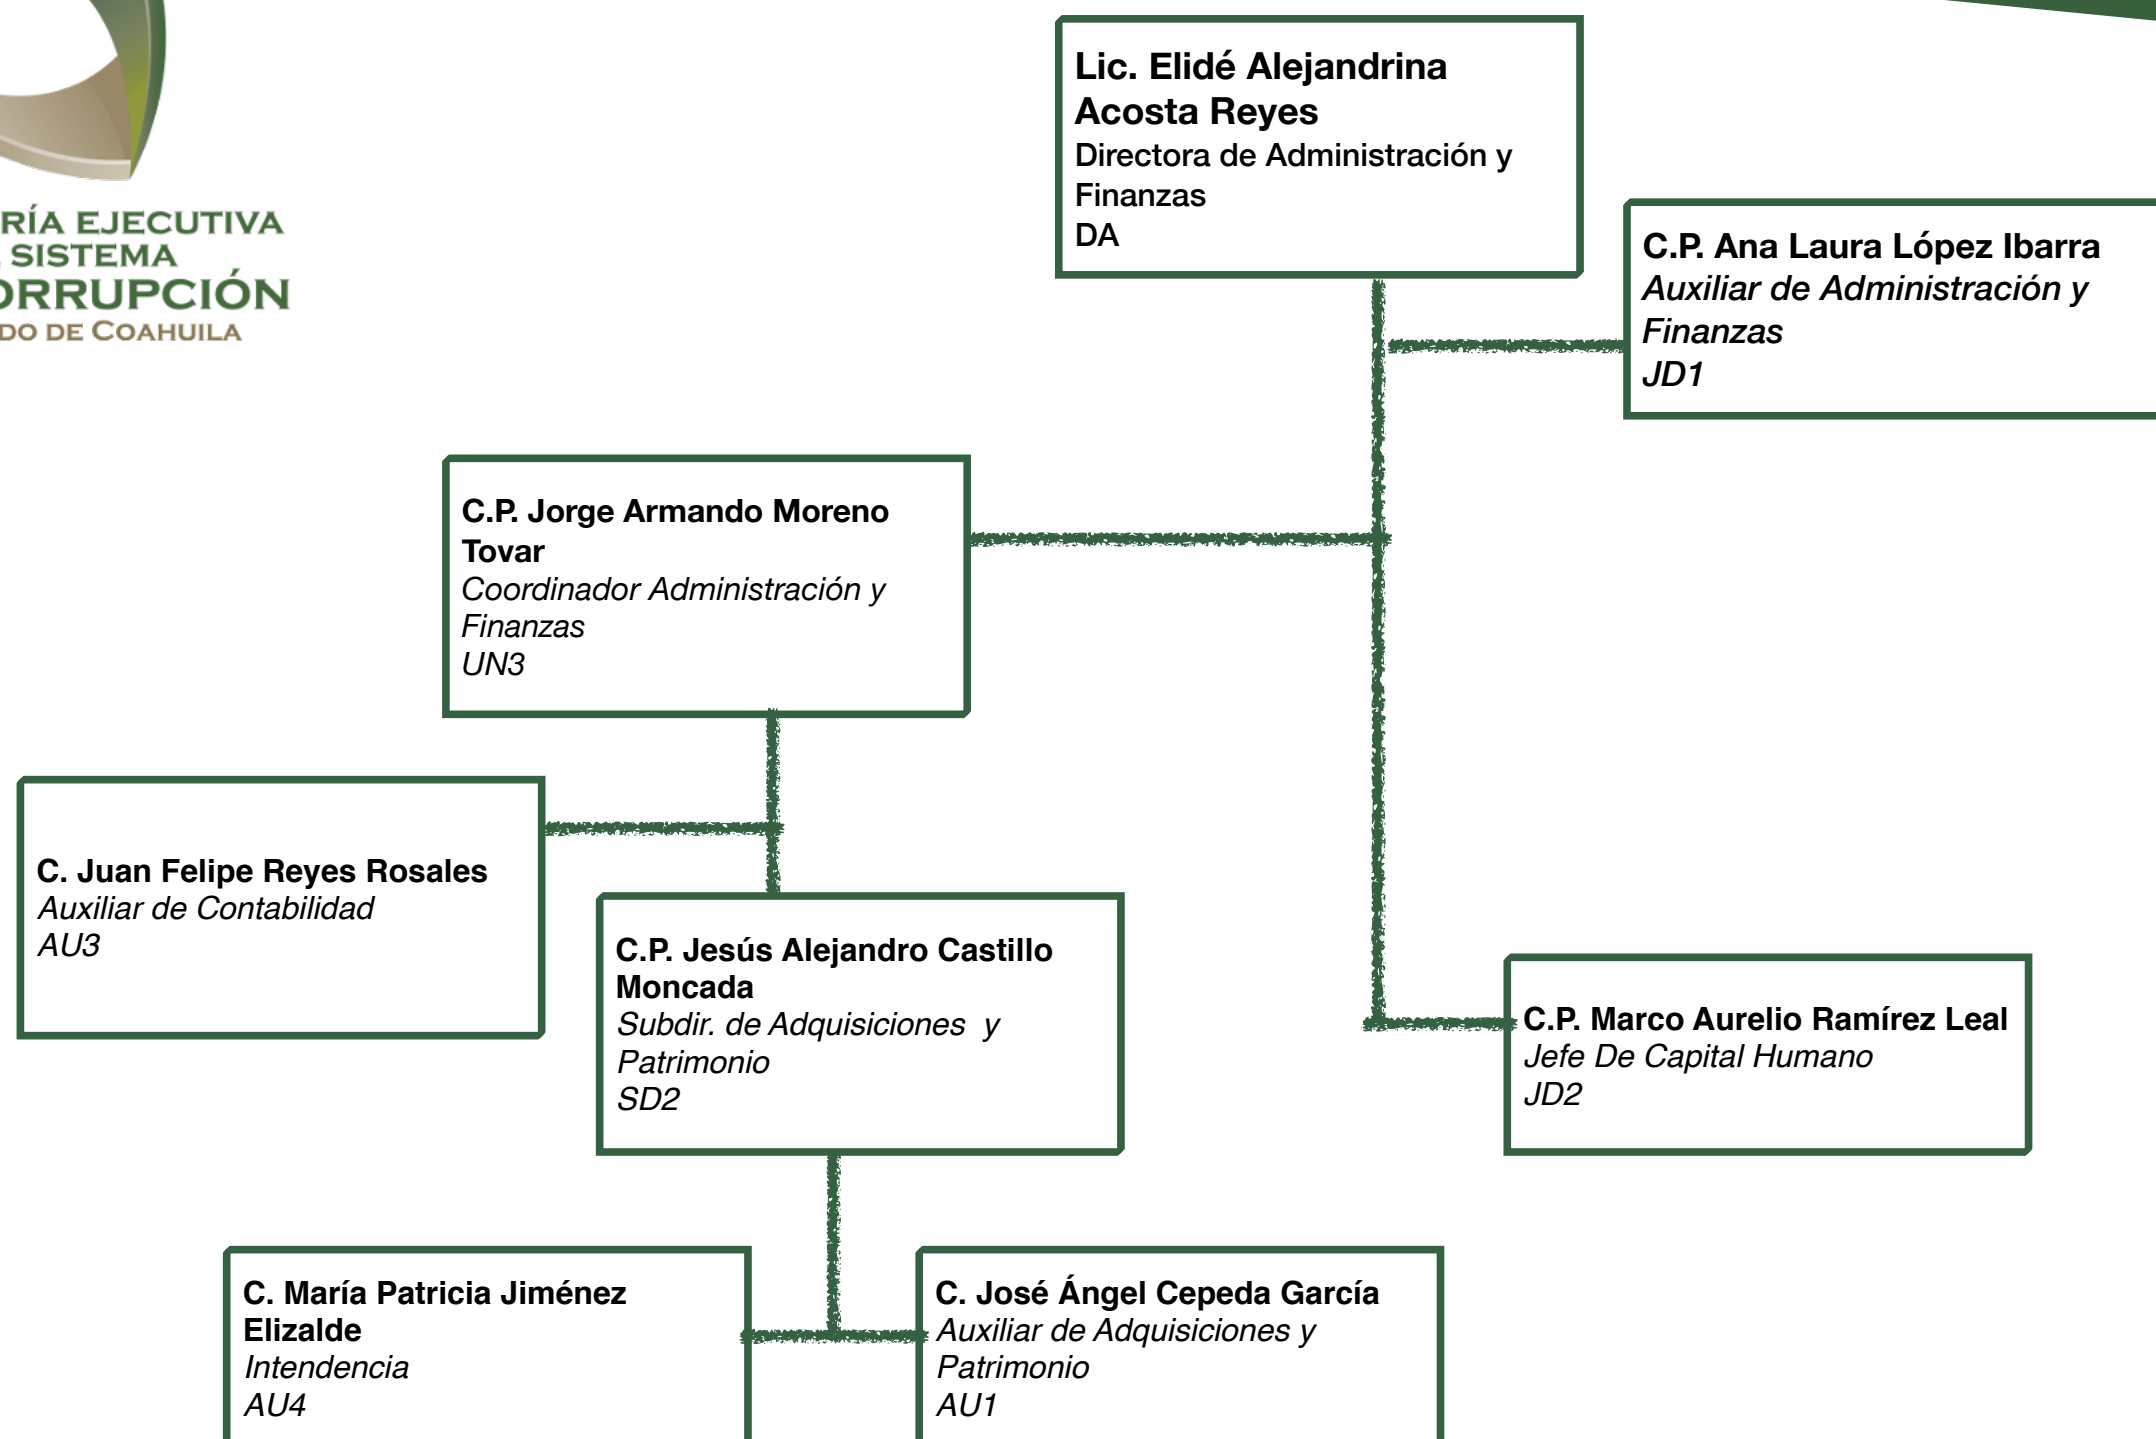 RÍA EJECUTIVA
SISTEMA
ORRUPCIÓN
DO DE COAHUILA
Lic. Elidé Alejandrina
Acosta Reyes
Directora de Administración y
Finanzas
DA
C.P. Ana Laura López Ibarra
Auxiliar de Administración y
Finanzas
JD1
C.P. Jorge Armando Moreno
Tovar
Coordinador Administración y
Finanzas
UN3
C. Juan Felipe Reyes Rosales
Auxiliar de Contabilidad
AU3
C.P. Jesús Alejandro Castillo
Moncada
Subdir. de Adquisiciones y
Patrimonio
SD2
C.P. Marco Aurelio Ramírez Leal
Jefe De Capital Humano
JD2
C. María Patricia Jiménez
Elizalde
Intendencia
AU4
C. José Ángel Cepeda García
Auxiliar de Adquisiciones y
Patrimonio
AU1